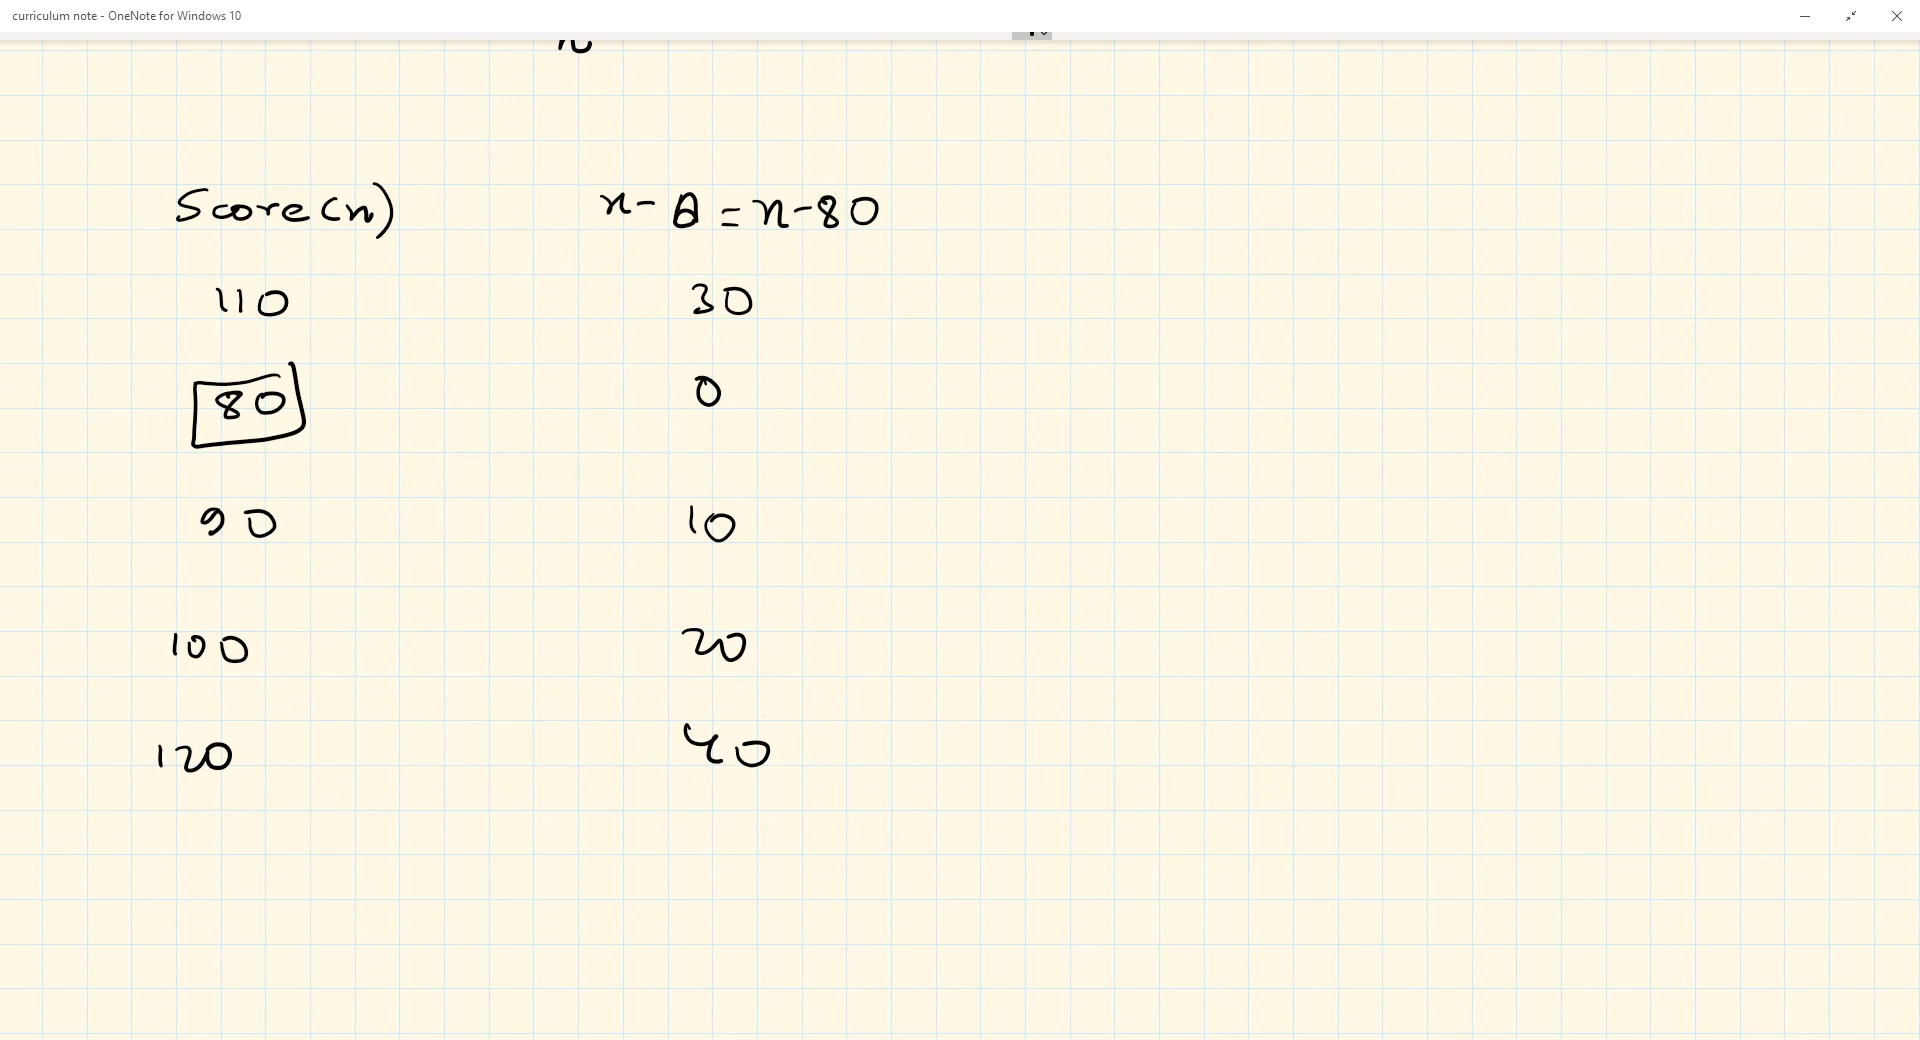 curriculum note - OneNote for Windows 10
n
Score (x)
x - A = x - 80
110
30
80
0
90
10
100
20
120
40